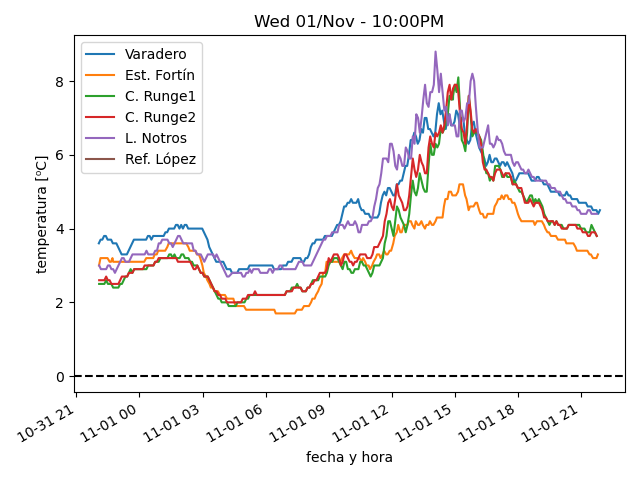 Wed 01/Nov - 10:00PM
Varadero
Est. Fortín
C. Runge1
C. Runge2
L. Notros
Ref. López
temperatura [ºC]
8
6
4
2
0
10-31 21
11-01 00
11-01 03
11-01 06
11-01 09
11-01 12
11-01 15
11-01 18
11-01 21
fecha y hora